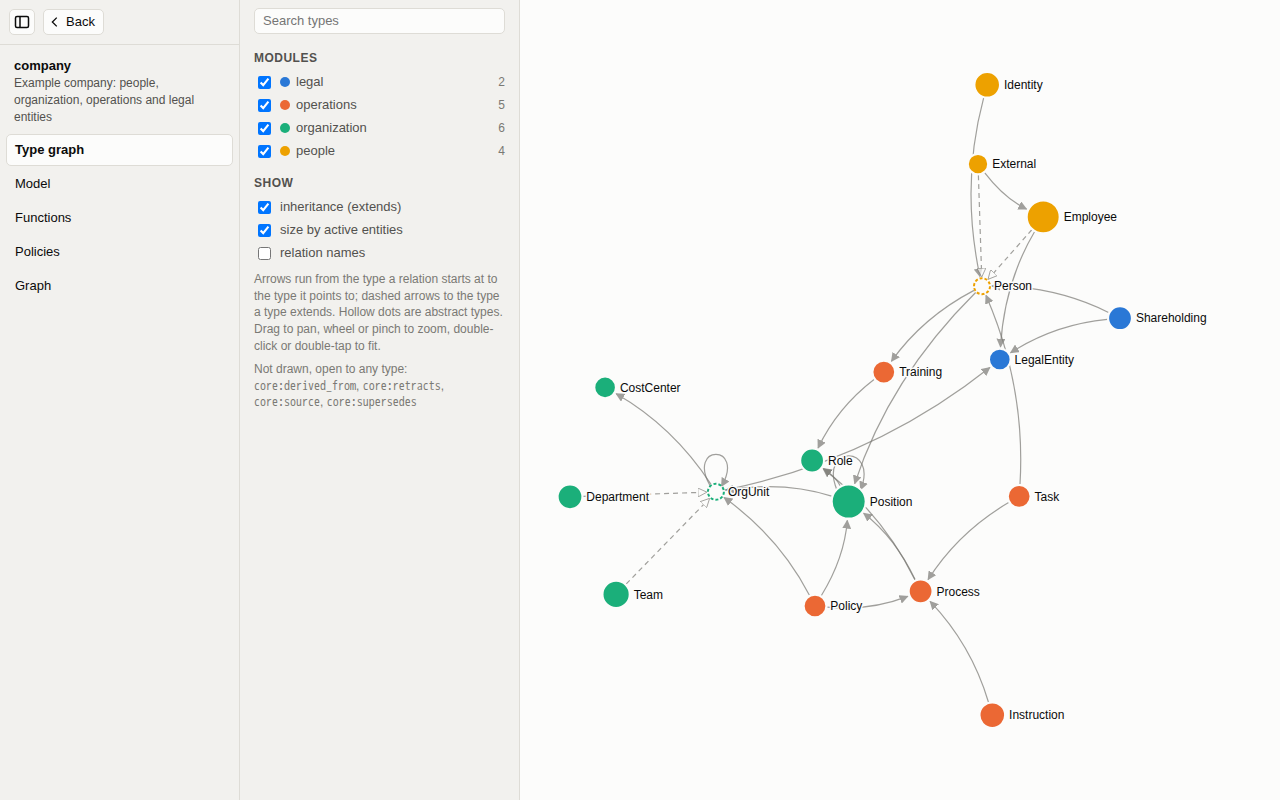 Back
company
Example company: people,
organization, operations and legal
entities
Type graph
Model
Functions
Policies
Graph
Search types
MODULES
legal 2
operations 5
organization 6
people 4
SHOW
inheritance (extends)
size by active entities
relation names
Arrows run from the type a relation starts at to
the type it points to; dashed arrows to the type
a type extends. Hollow dots are abstract types.
Drag to pan, wheel or pinch to zoom, double-
click or double-tap to fit.
Not drawn, open to any type:
core:derived_from, core:retracts,
core:source, core:supersedes
Identity
External
Employee
Person
Shareholding
LegalEntity
Training
CostCenter
Role
OrgUnit
Department
Position
Task
Team
Policy
Process
Instruction